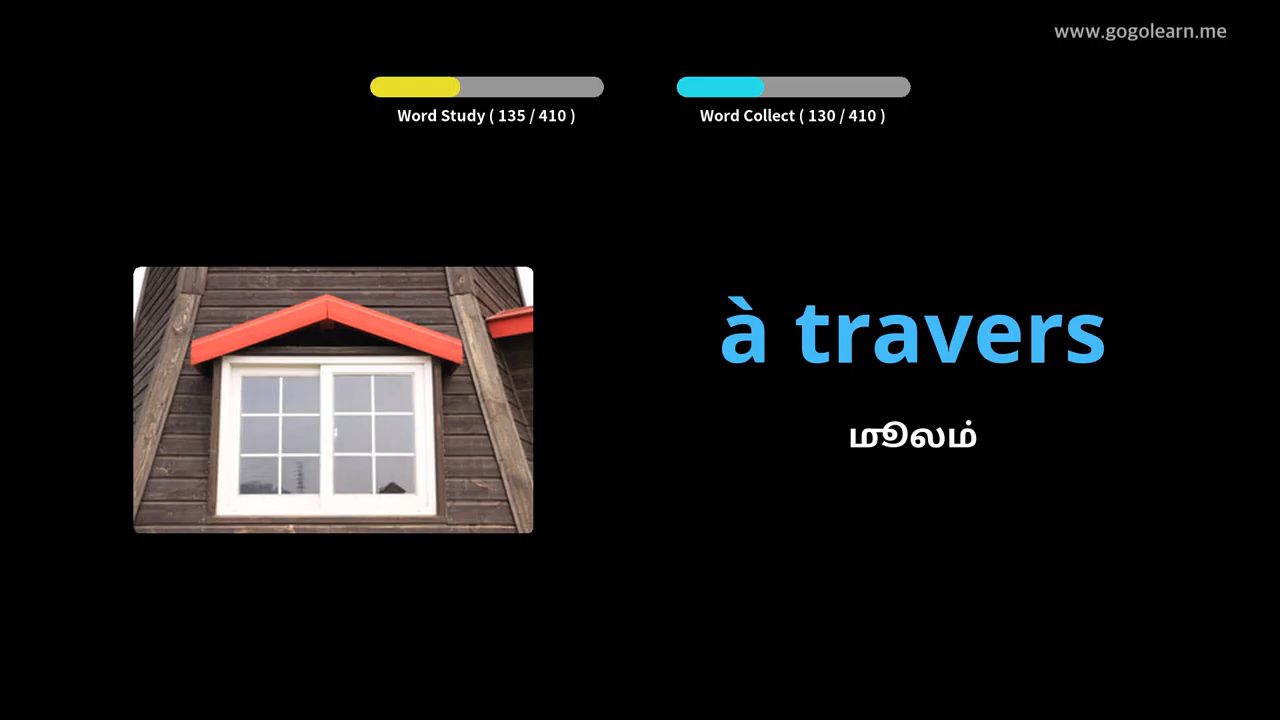 www.gogolearn.me
Word Study ( 135 / 410 )
Word Collect ( 130 / 410 )
à travers
மூலம்